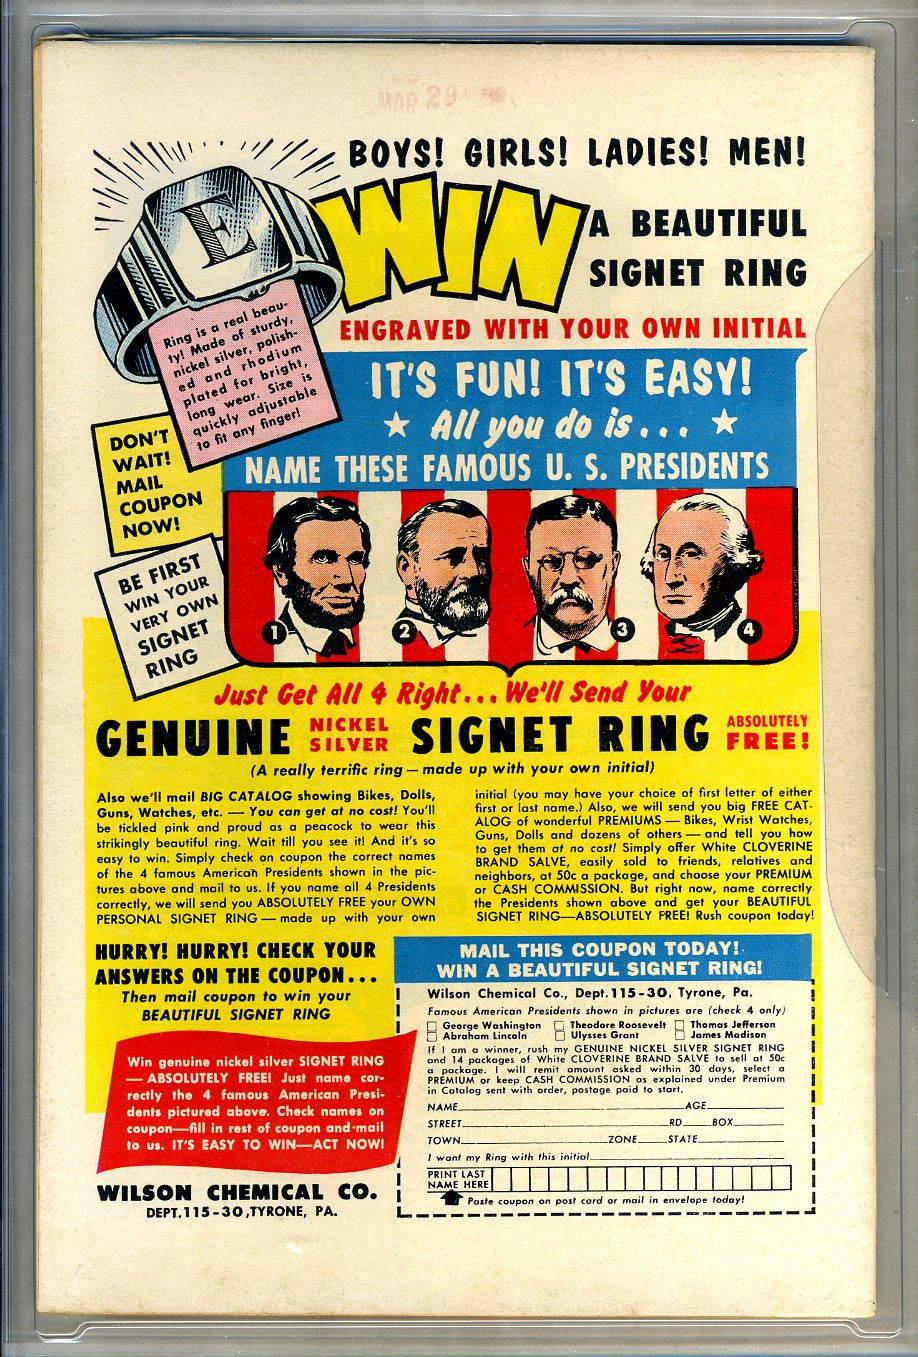 MAR 29
BOYS! GIRLS! LADIES! MEN!
WIN
A BEAUTIFUL
SIGNET RING
ENGRAVED WITH YOUR OWN INITIAL
E
Ring is a real beau-
ty! Made of sturdy,
nickel silver, polish-
ed and rhodium
plated for bright,
long wear. Size is
quickly adjustable
to fit any finger!
DON'T
WAIT!
MAIL
COUPON
NOW!
BE FIRST
WIN YOUR
VERY OWN
SIGNET
RING
IT'S FUN! IT'S EASY!
★ All you do is... ★
NAME THESE FAMOUS U. S. PRESIDENTS
1 2 3 4
Just Get All 4 Right... We'll Send Your
GENUINE NICKEL SILVER SIGNET RING ABSOLUTELY FREE!
(A really terrific ring — made up with your own initial)
Also we'll mail BIG CATALOG showing Bikes, Dolls,
Guns, Watches, etc. — You can get at no cost! You'll
be tickled pink and proud as a peacock to wear this
strikingly beautiful ring. Wait till you see it! And it's so
easy to win. Simply check on coupon the correct names
of the 4 famous American Presidents shown in the pic-
tures above and mail to us. If you name all 4 Presidents
correctly, we will send you ABSOLUTELY FREE your OWN
PERSONAL SIGNET RING — made up with your own
initial (you may have your choice of first letter of either
first or last name.) Also, we will send you big FREE CAT-
ALOG of wonderful PREMIUMS — Bikes, Wrist Watches,
Guns, Dolls and dozens of others — and tell you how
to get them at no cost! Simply offer White CLOVERINE
BRAND SALVE, easily sold to friends, relatives and
neighbors, at 50c a package, and choose your PREMIUM
or CASH COMMISSION. But right now, name correctly
the Presidents shown above and get your BEAUTIFUL
SIGNET RING—ABSOLUTELY FREE! Rush coupon today!
HURRY! HURRY! CHECK YOUR
ANSWERS ON THE COUPON...
Then mail coupon to win your
BEAUTIFUL SIGNET RING
Win genuine nickel silver SIGNET RING
— ABSOLUTELY FREE! Just name cor-
rectly the 4 famous American Presi-
dents pictured above. Check names on
coupon—fill in rest of coupon and mail
to us. IT'S EASY TO WIN—ACT NOW!
WILSON CHEMICAL CO.
DEPT. 115-30, TYRONE, PA.
MAIL THIS COUPON TODAY!
WIN A BEAUTIFUL SIGNET RING!
Wilson Chemical Co., Dept. 115-30, Tyrone, Pa.
Famous American Presidents shown in pictures are (check 4 only)
☐ George Washington ☐ Theodore Roosevelt ☐ Thomas Jefferson
☐ Abraham Lincoln ☐ Ulysses Grant ☐ James Madison
If I am a winner, rush my GENUINE NICKEL SILVER SIGNET RING
and 14 packages of White CLOVERINE BRAND SALVE to sell at 50c
a package. I will remit amount asked within 30 days, select a
PREMIUM or keep CASH COMMISSION as explained under Premium
in Catalog sent with order, postage paid to start.
NAME AGE
STREET RD BOX
TOWN ZONE STATE
I want my Ring with this initial
PRINT LAST
NAME HERE
Paste coupon on post card or mail in envelope today!